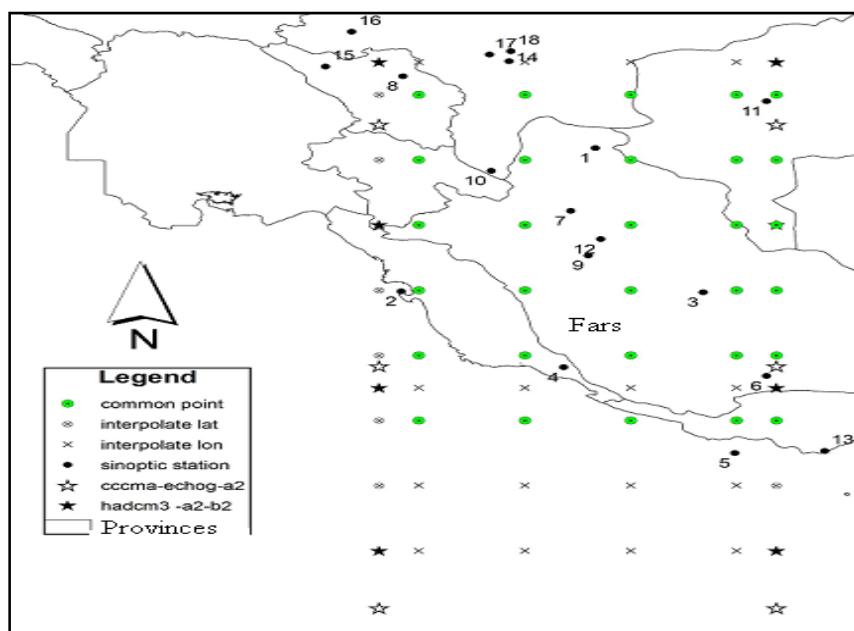 16
17 18
14
15
8
11
1
10
7
12
9
2
3
Fars
4
6
5
13
N
Legend
common point
interpolate lat
interpolate lon
sinoptic station
cccma-echog-a2
hadcm3 -a2-b2
Provinces